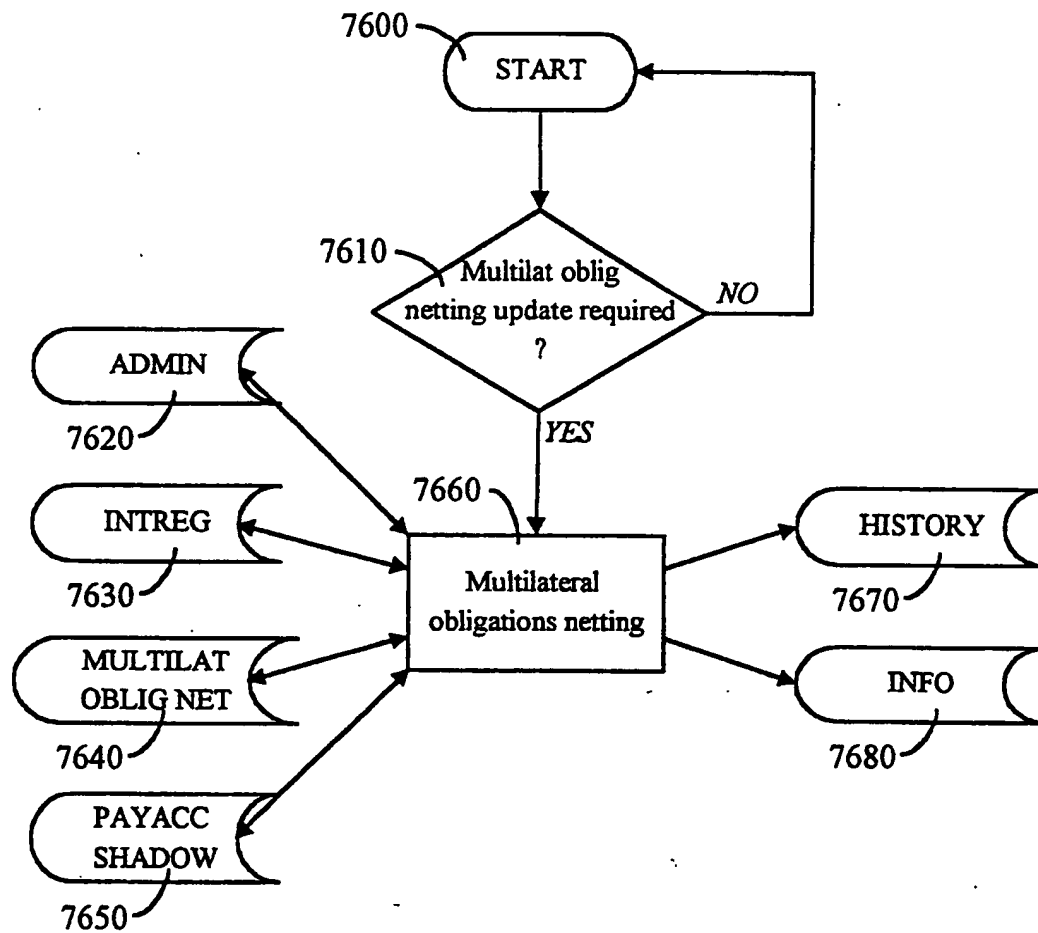 7600
START
7610
Multilat oblig
netting update required
?
NO
YES
ADMIN
7620
INTREG
7630
MULTILAT
OBLIG NET
7640
PAYACC
SHADOW
7650
7660
Multilateral
obligations netting
HISTORY
7670
INFO
7680